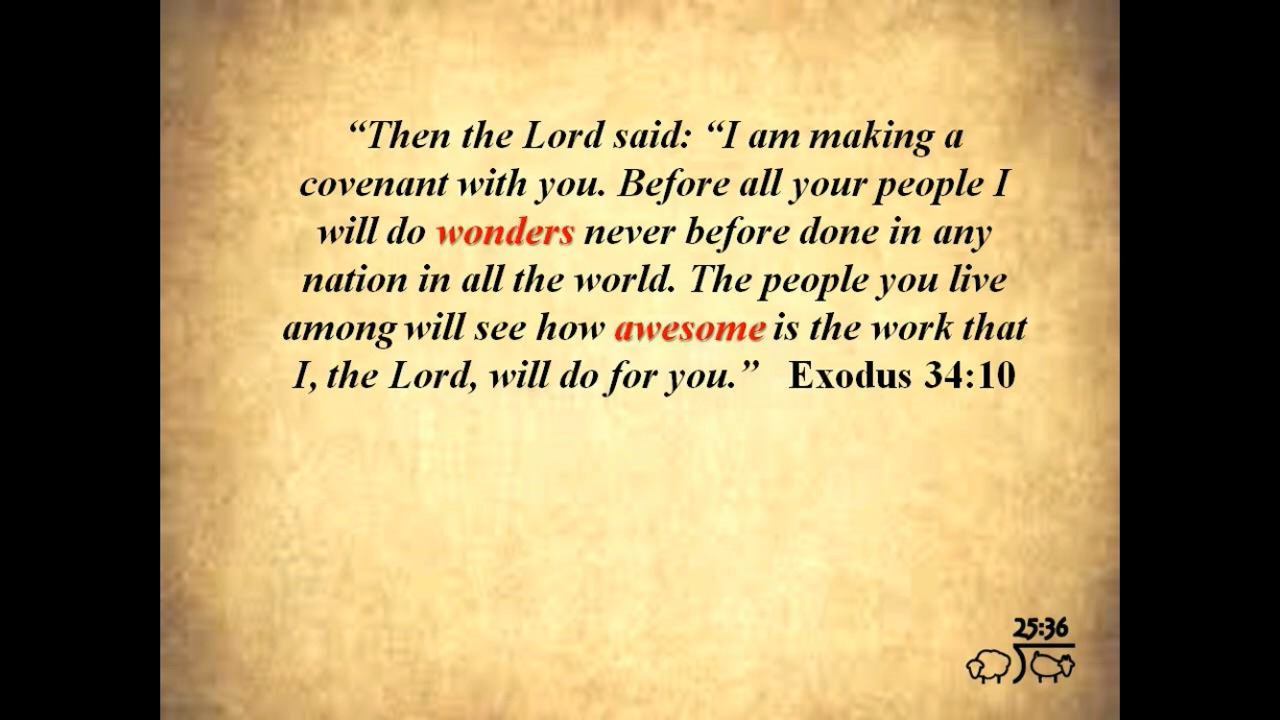 “Then the Lord said: “I am making a
covenant with you. Before all your people I
will do wonders never before done in any
nation in all the world. The people you live
among will see how awesome is the work that
I, the Lord, will do for you.” Exodus 34:10
25:36